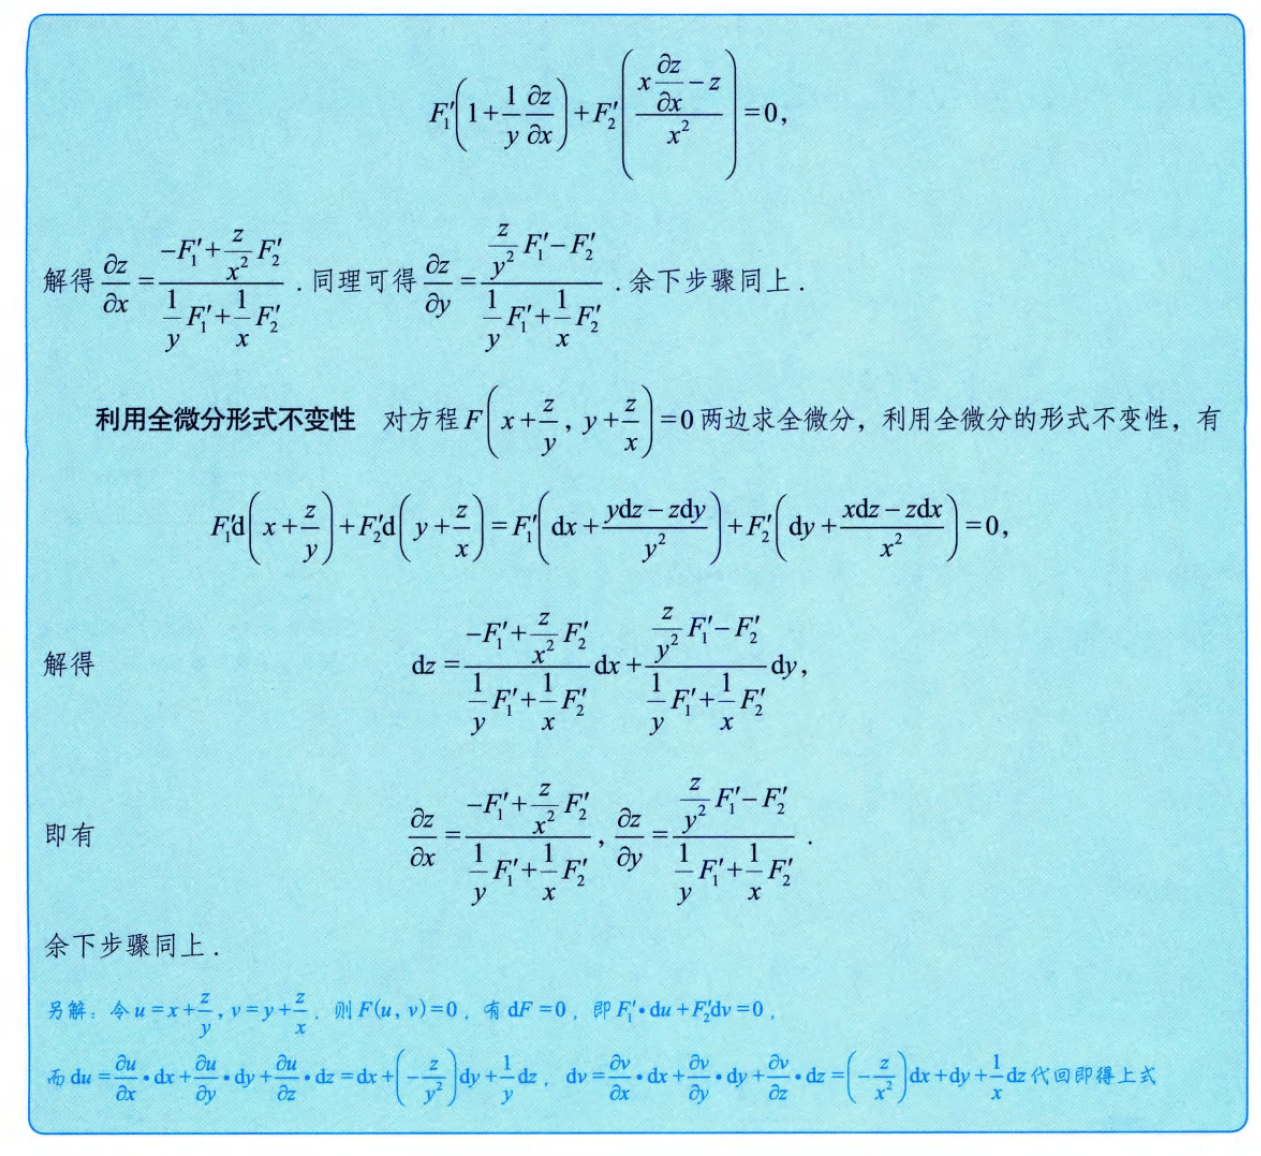 $F_1'\left(1+\frac{1}{y}\frac{\partial z}{\partial x}\right)+F_2'\left(\frac{x\frac{\partial z}{\partial x}-z}{x^2}\right)=0,$
解得$\frac{\partial z}{\partial x}=\frac{-F_1'+\frac{z}{x^2}F_2'}{\frac{1}{y}F_1'+\frac{1}{x}F_2'}$.同理可得$\frac{\partial z}{\partial y}=\frac{\frac{z}{y^2}F_1'-F_2'}{\frac{1}{y}F_1'+\frac{1}{x}F_2'}$.余下步骤同上.
利用全微分形式不变性 对方程$F\left(x+\frac{z}{y}, y+\frac{z}{x}\right)=0$两边求全微分，利用全微分的形式不变性，有
$F_1'\mathrm{d}\left(x+\frac{z}{y}\right)+F_2'\mathrm{d}\left(y+\frac{z}{x}\right)=F_1'\left(\mathrm{d}x+\frac{y\mathrm{d}z-z\mathrm{d}y}{y^2}\right)+F_2'\left(\mathrm{d}y+\frac{x\mathrm{d}z-z\mathrm{d}x}{x^2}\right)=0,$
解得 $\mathrm{d}z=\frac{-F_1'+\frac{z}{x^2}F_2'}{\frac{1}{y}F_1'+\frac{1}{x}F_2'}\mathrm{d}x+\frac{\frac{z}{y^2}F_1'-F_2'}{\frac{1}{y}F_1'+\frac{1}{x}F_2'}\mathrm{d}y,$
即有 $\frac{\partial z}{\partial x}=\frac{-F_1'+\frac{z}{x^2}F_2'}{\frac{1}{y}F_1'+\frac{1}{x}F_2'}, \frac{\partial z}{\partial y}=\frac{\frac{z}{y^2}F_1'-F_2'}{\frac{1}{y}F_1'+\frac{1}{x}F_2'}.$
余下步骤同上.
另解：令$u=x+\frac{z}{y}, v=y+\frac{z}{x}$，则$F(u, v)=0$，有$\mathrm{d}F=0$，即$F_1'\cdot\mathrm{d}u+F_2'\mathrm{d}v=0$，
而$\mathrm{d}u=\frac{\partial u}{\partial x}\cdot\mathrm{d}x+\frac{\partial u}{\partial y}\cdot\mathrm{d}y+\frac{\partial u}{\partial z}\cdot\mathrm{d}z=\mathrm{d}x+\left(-\frac{z}{y^2}\right)\mathrm{d}y+\frac{1}{y}\mathrm{d}z$，$\mathrm{d}v=\frac{\partial v}{\partial x}\cdot\mathrm{d}x+\frac{\partial v}{\partial y}\cdot\mathrm{d}y+\frac{\partial v}{\partial z}\cdot\mathrm{d}z=\left(-\frac{z}{x^2}\right)\mathrm{d}x+\mathrm{d}y+\frac{1}{x}\mathrm{d}z$代回即得上式